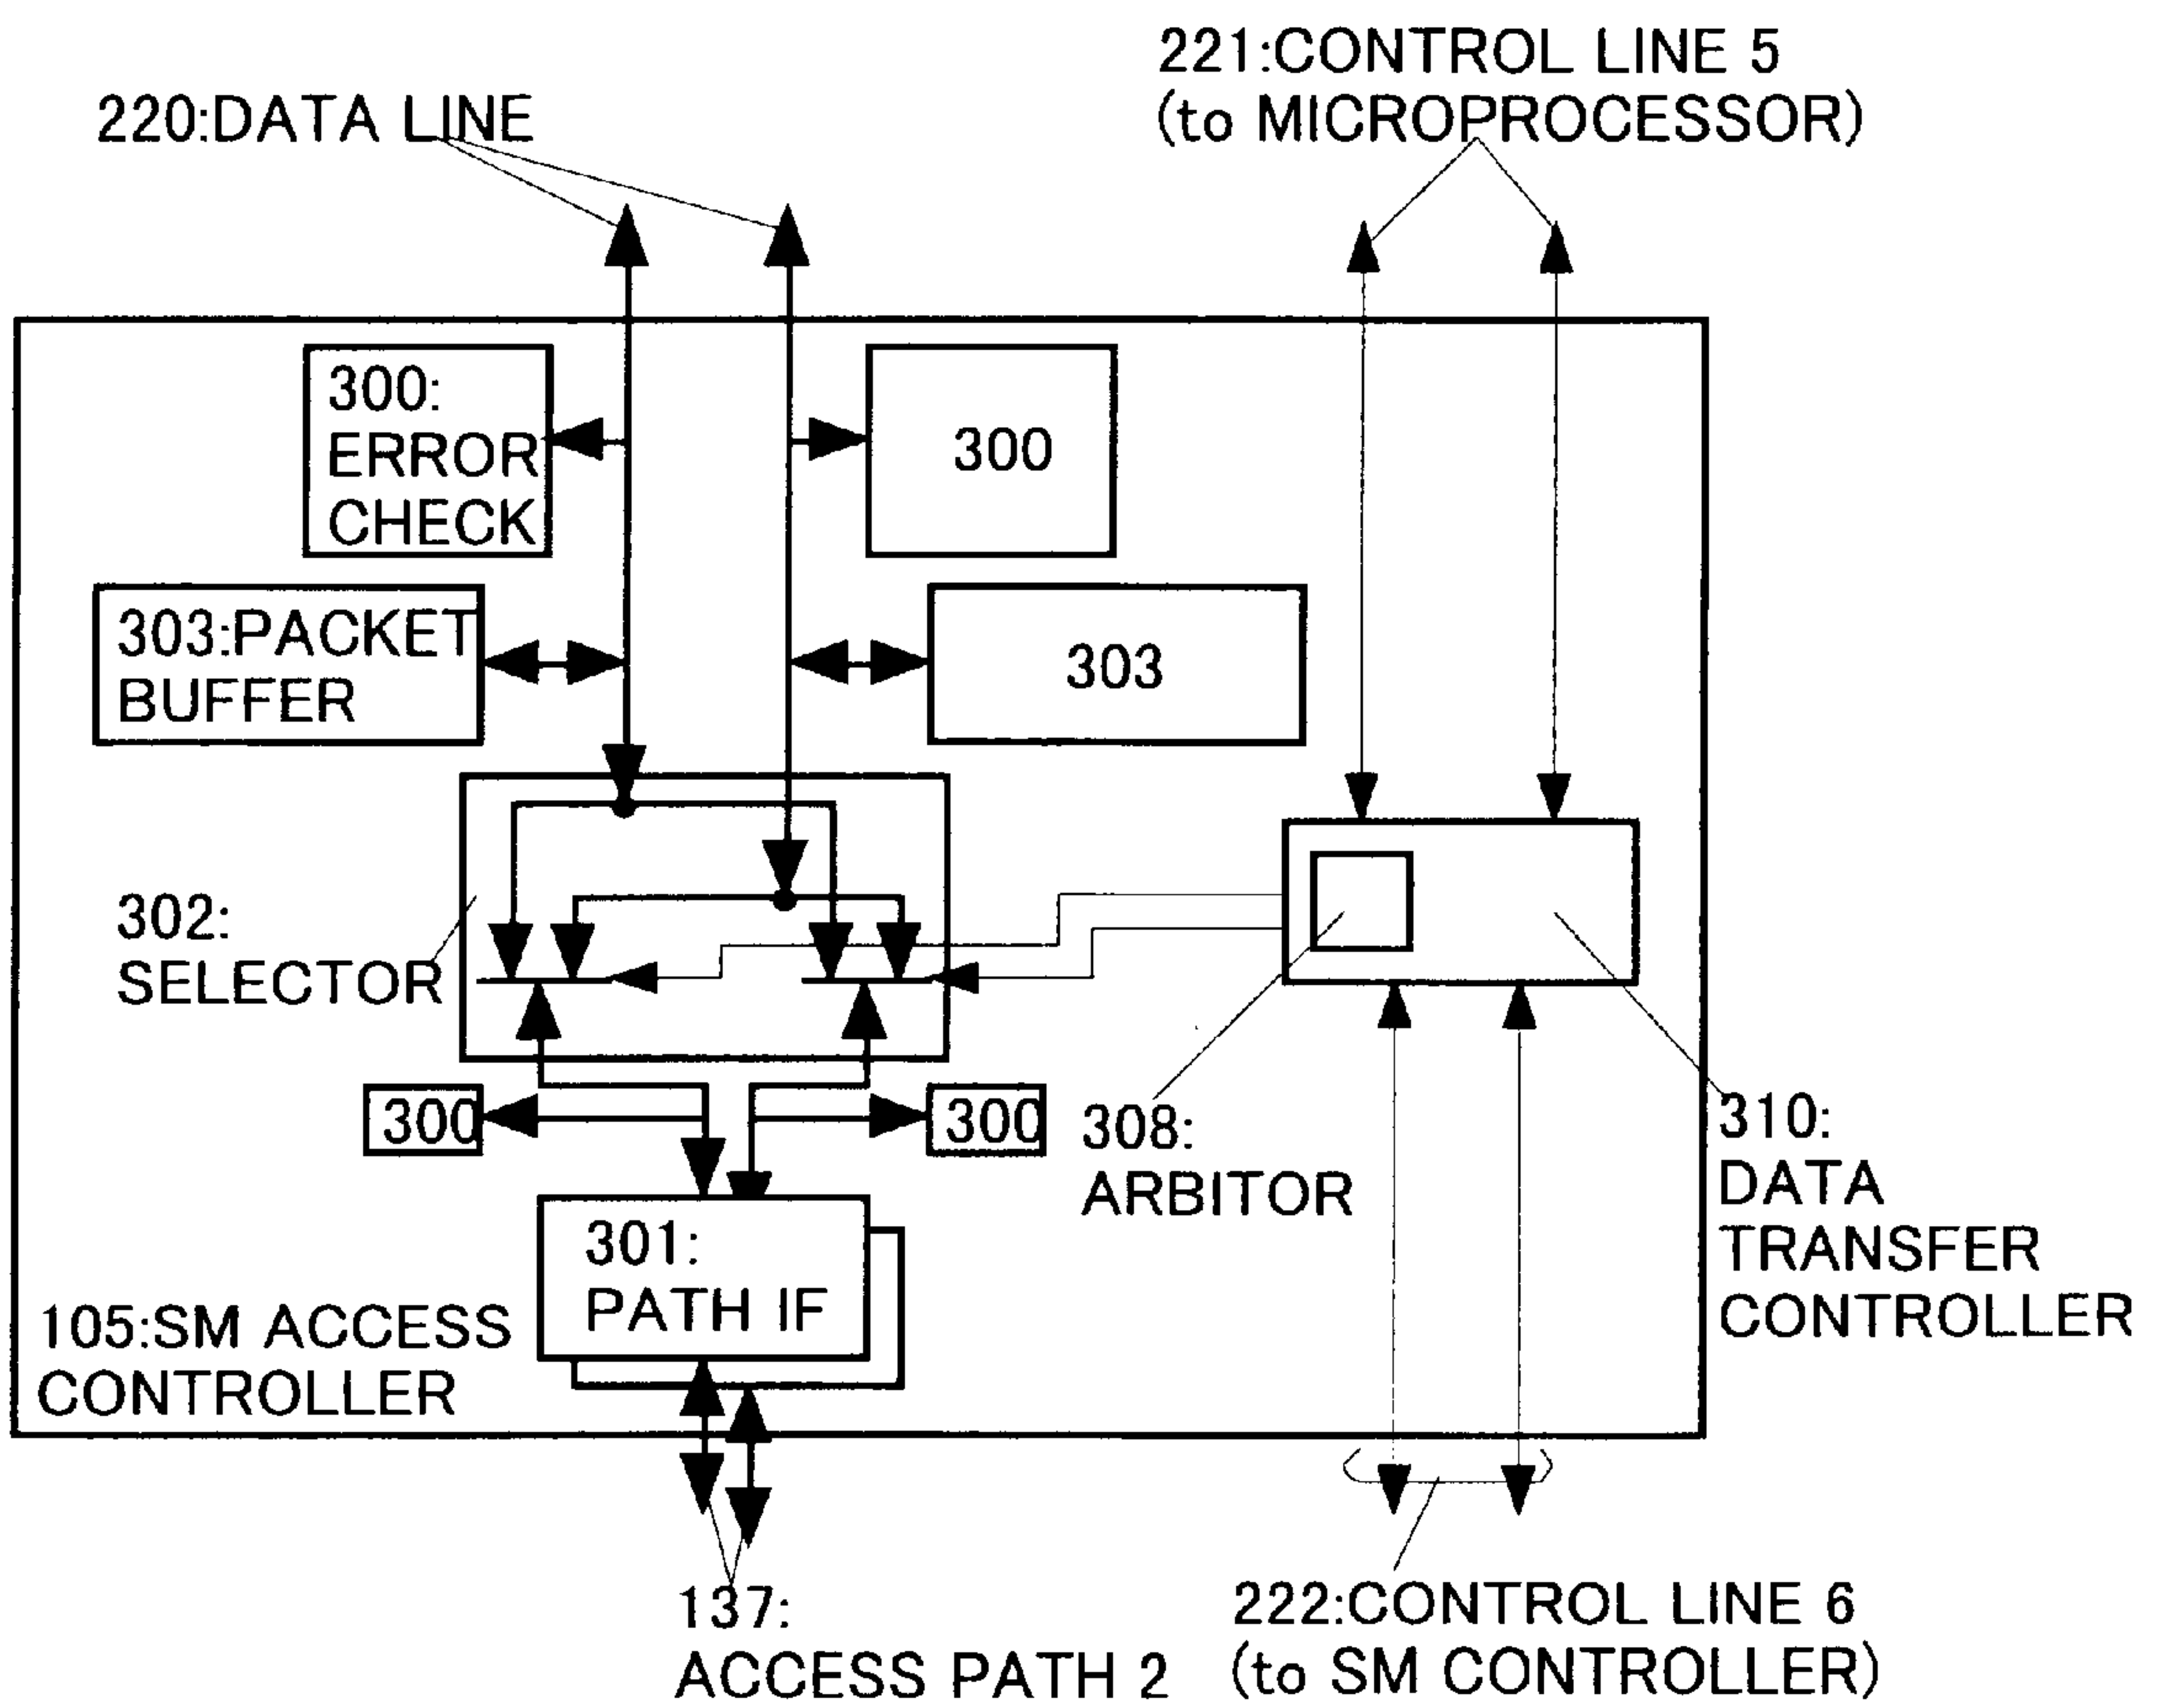 221:CONTROL LINE 5
(to MICROPROCESSOR)
220:DATA LINE
300:
ERROR
CHECK
300
303:PACKET
BUFFER
303
302:
SELECTOR
300
300
308:
ARBITOR
310:
DATA
TRANSFER
CONTROLLER
301:
PATH IF
105:SM ACCESS
CONTROLLER
137:
ACCESS PATH 2
222:CONTROL LINE 6
(to SM CONTROLLER)